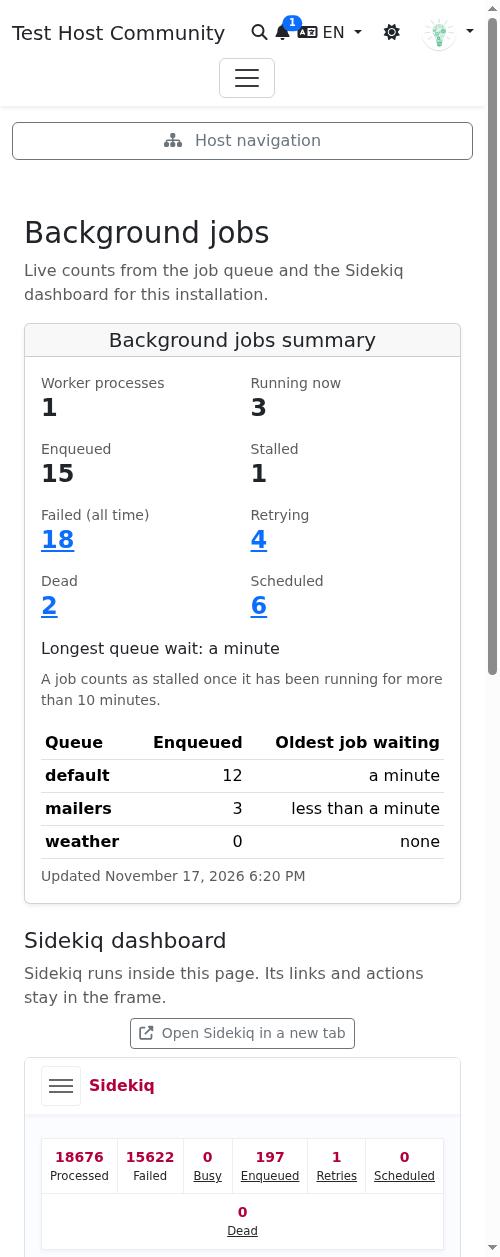 Test Host Community
1
EN
Host navigation
Background jobs
Live counts from the job queue and the Sidekiq
dashboard for this installation.
Background jobs summary
Worker processes
1
Running now
3
Enqueued
15
Stalled
1
Failed (all time)
18
Retrying
4
Dead
2
Scheduled
6
Longest queue wait: a minute
A job counts as stalled once it has been running for more
than 10 minutes.
Queue Enqueued Oldest job waiting
default 12 a minute
mailers 3 less than a minute
weather 0 none
Updated November 17, 2026 6:20 PM
Sidekiq dashboard
Sidekiq runs inside this page. Its links and actions
stay in the frame.
Open Sidekiq in a new tab
Sidekiq
18676 15622 0 197 1 0
Processed Failed Busy Enqueued Retries Scheduled
0
Dead